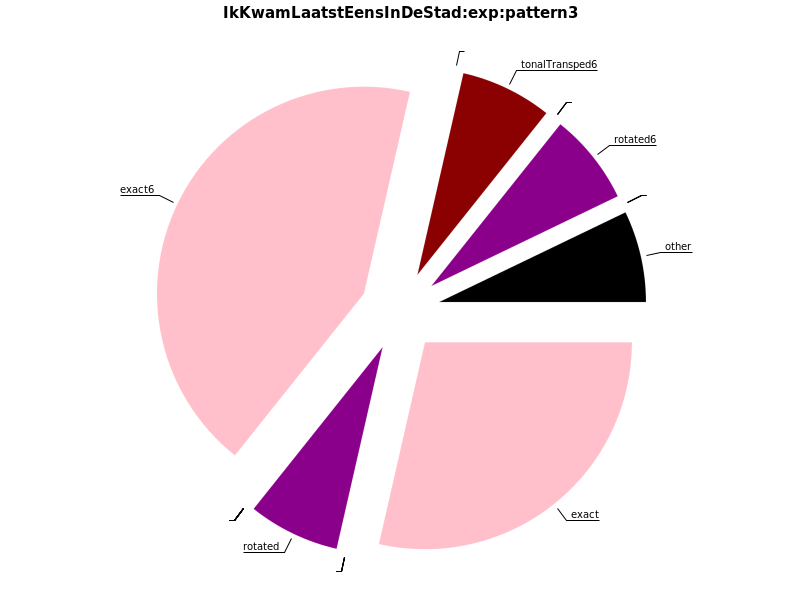 IkKwamLaatstEensInDeStad:exp:pattern3
tonalTransped6
rotated6
exact6
other
exact
rotated